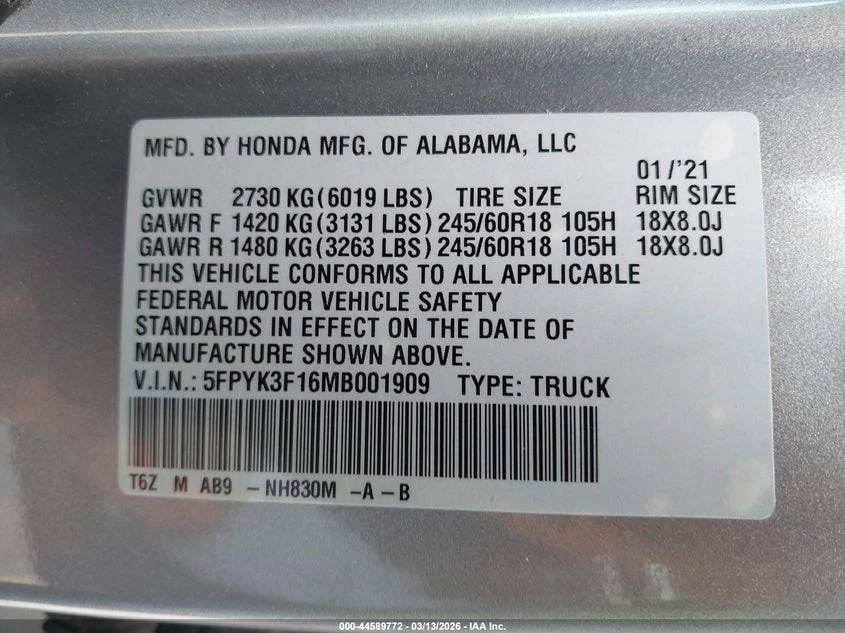 MFD. BY HONDA MFG. OF ALABAMA, LLC
01/'21
GVWR 2730 KG(6019 LBS) TIRE SIZE RIM SIZE
GAWR F 1420 KG(3131 LBS) 245/60R18 105H 18X8.0J
GAWR R 1480 KG(3263 LBS) 245/60R18 105H 18X8.0J
THIS VEHICLE CONFORMS TO ALL APPLICABLE
FEDERAL MOTOR VEHICLE SAFETY
STANDARDS IN EFFECT ON THE DATE OF
MANUFACTURE SHOWN ABOVE.
V.I.N.: 5FPYK3F16MB001909 TYPE: TRUCK
T6Z M AB9 -NH830M -A-B
000-44589772 - 03/13/2026 - IAA Inc.